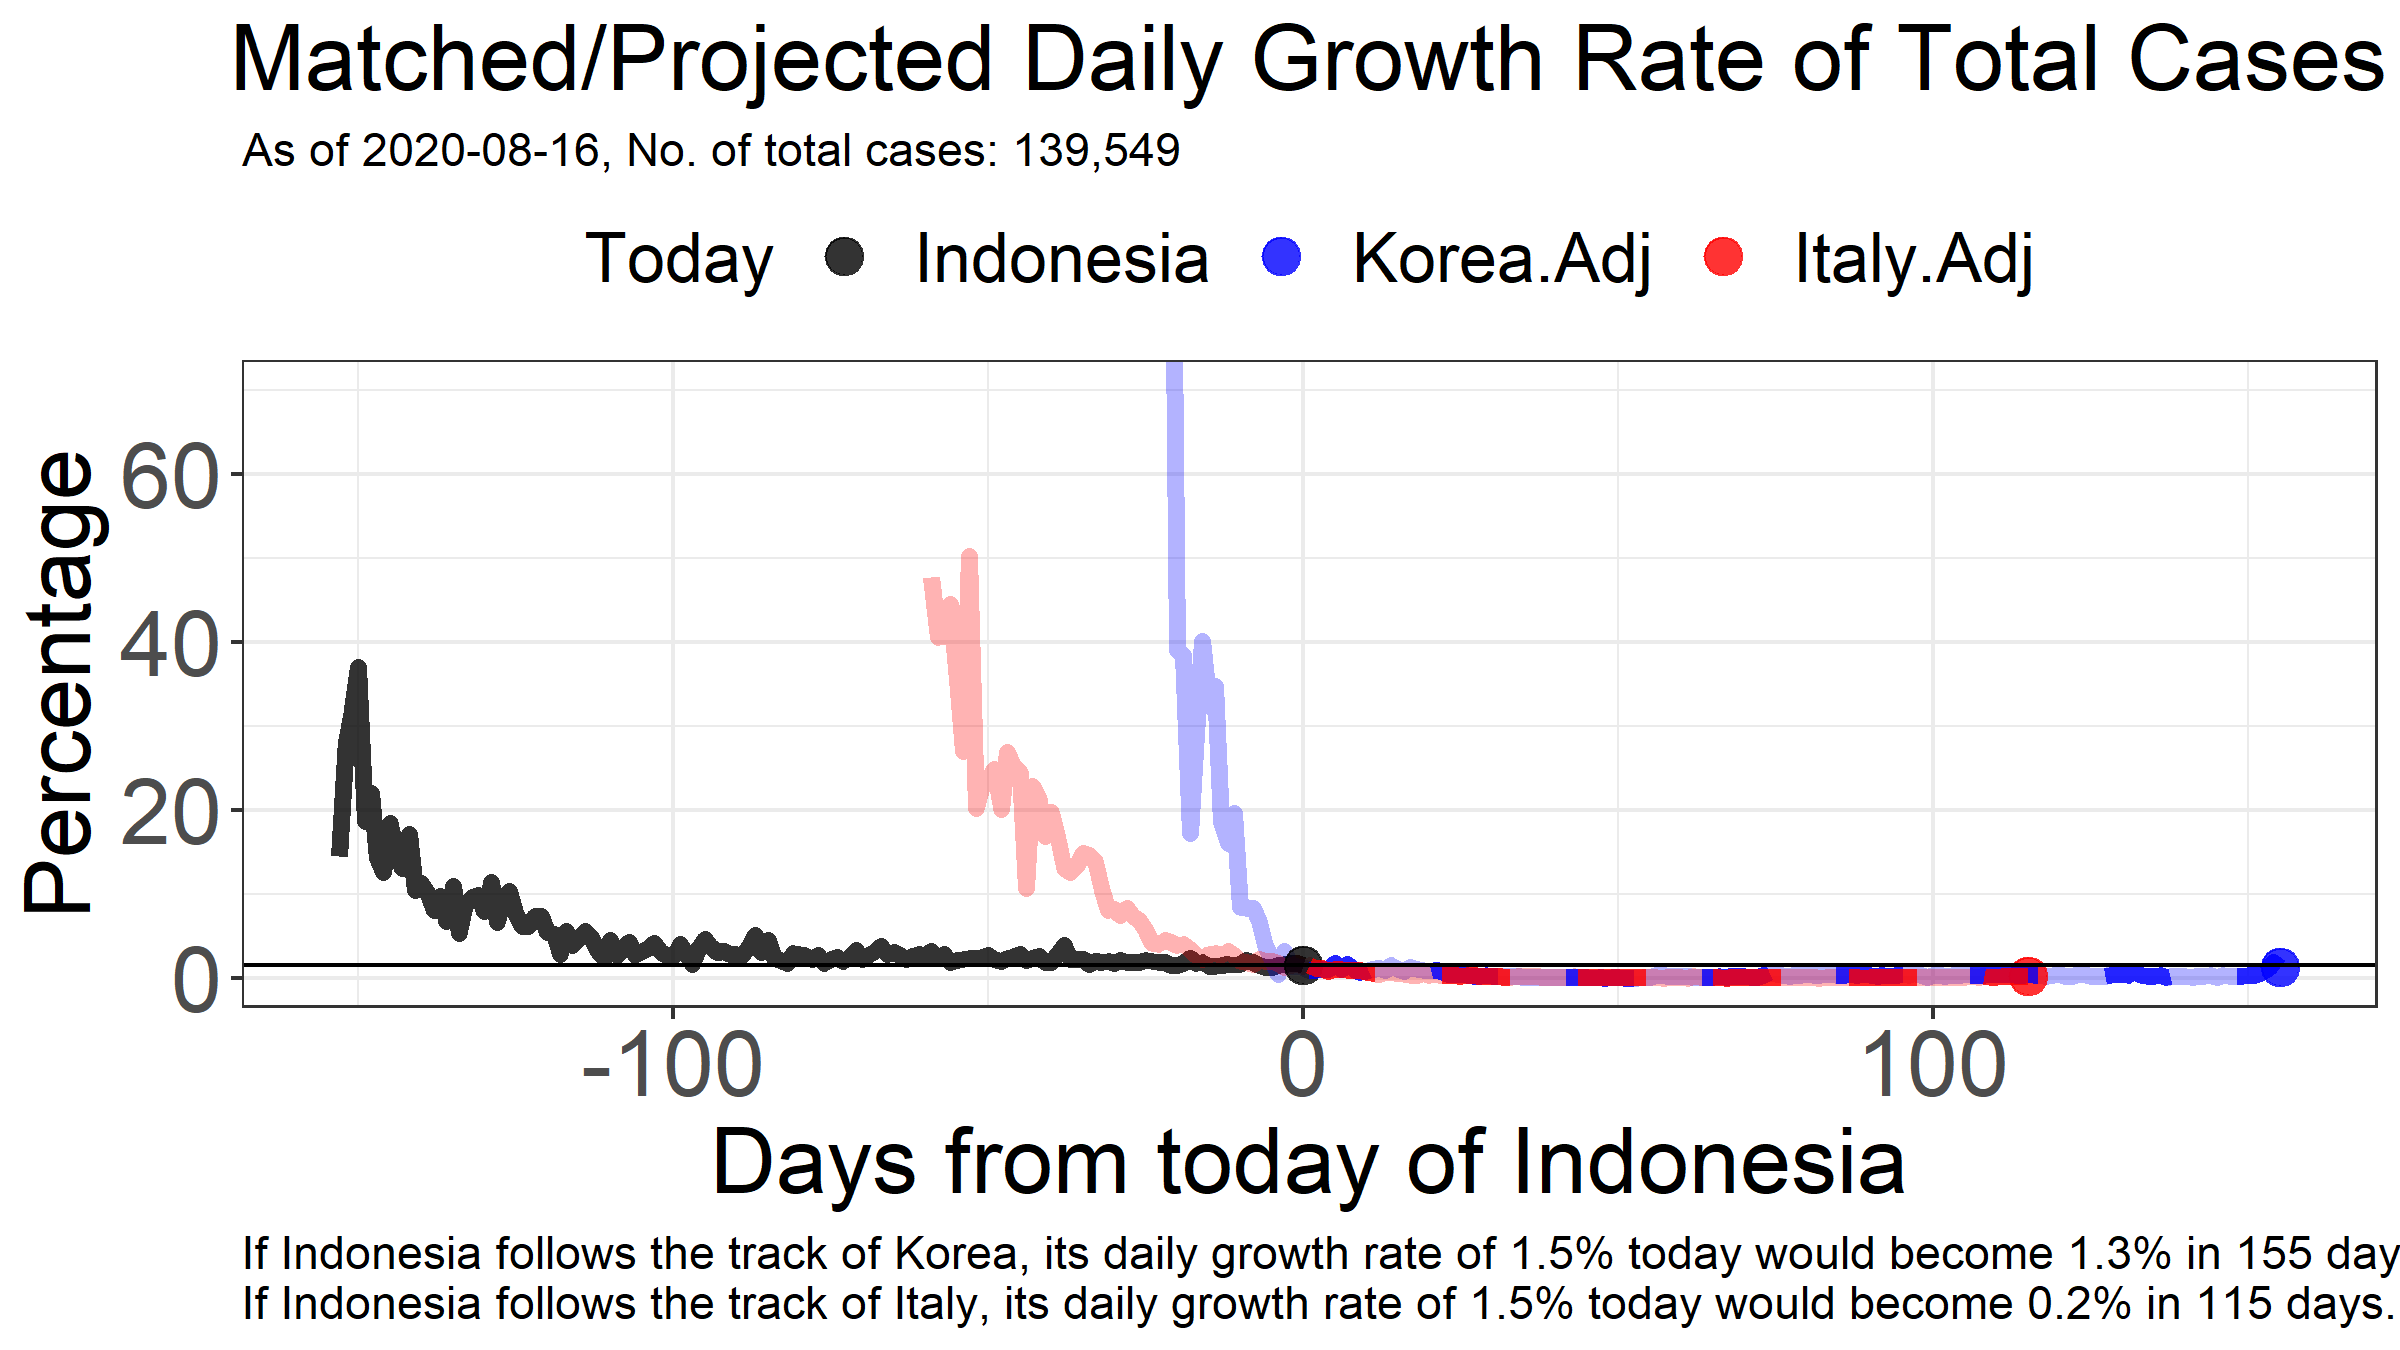 Matched/Projected Daily Growth Rate of Total Cases
As of 2020-08-16, No. of total cases: 139,549
Today Indonesia Korea.Adj Italy.Adj
Percentage
60
40
20
0
-100 0 100
Days from today of Indonesia
If Indonesia follows the track of Korea, its daily growth rate of 1.5% today would become 1.3% in 155 day
If Indonesia follows the track of Italy, its daily growth rate of 1.5% today would become 0.2% in 115 days.